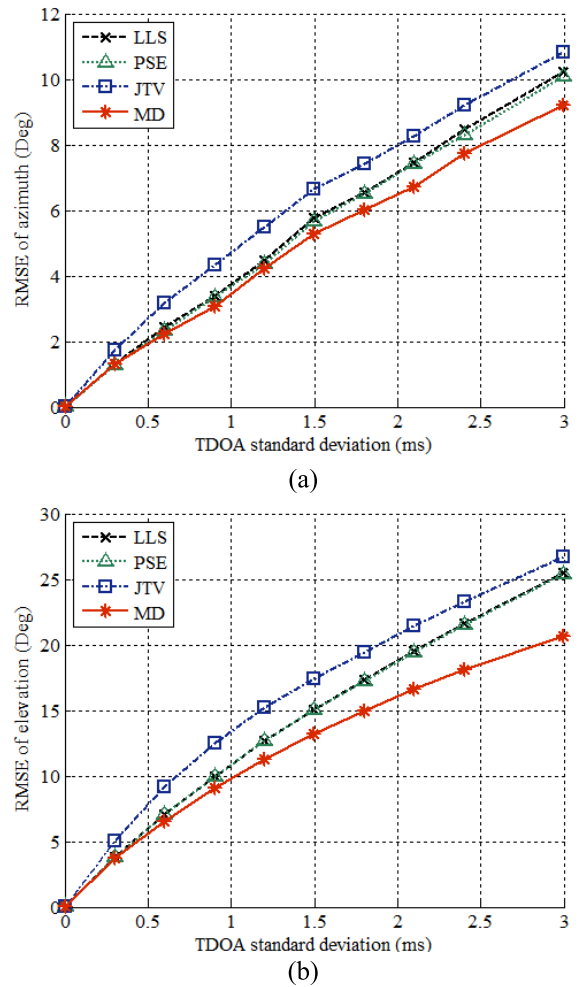 12
10
8
6
4
2
0
RMSE of azimuth (Deg)
LLS
PSE
JTV
MD
0 0.5 1 1.5 2 2.5 3
TDOA standard deviation (ms)
(a)
30
25
20
15
10
5
0
RMSE of elevation (Deg)
LLS
PSE
JTV
MD
0 0.5 1 1.5 2 2.5 3
TDOA standard deviation (ms)
(b)